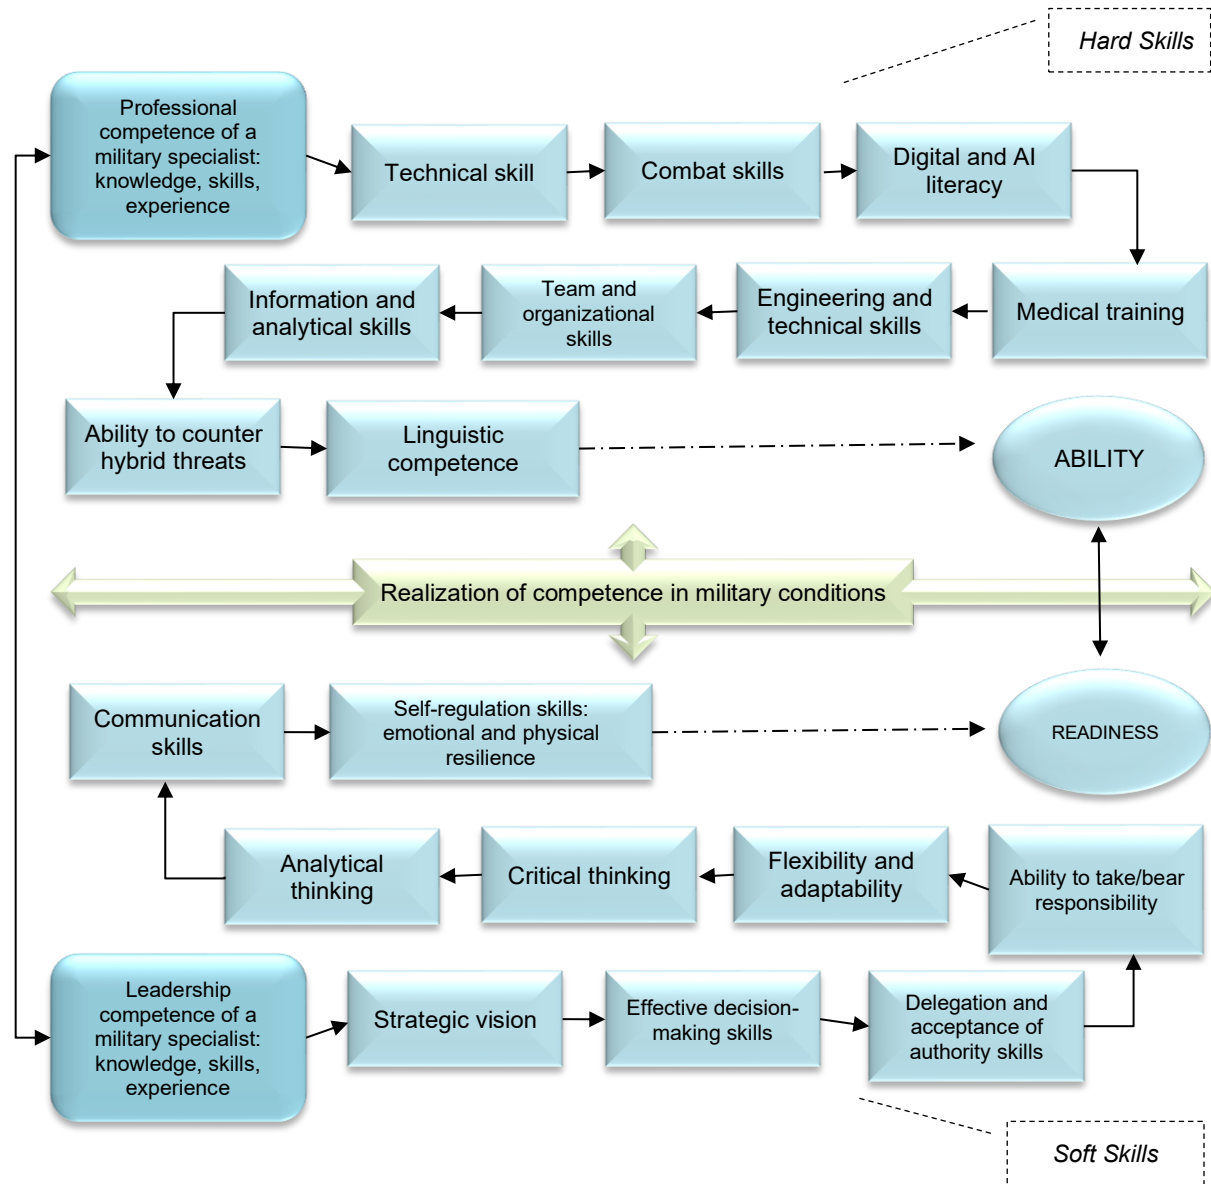 Hard Skills
Professional
competence of a
military specialist:
knowledge, skills,
experience
Technical skill
Combat skills
Digital and AI
literacy
Information and
analytical skills
Team and
organizational
skills
Engineering and
technical skills
Medical training
Ability to counter
hybrid threats
Linguistic
competence
ABILITY
Realization of competence in military conditions
Communication
skills
Self-regulation skills:
emotional and physical
resilience
READINESS
Analytical
thinking
Critical thinking
Flexibility and
adaptability
Ability to take/bear
responsibility
Leadership
competence of a
military specialist:
knowledge, skills,
experience
Strategic vision
Effective decision-
making skills
Delegation and
acceptance of
authority skills
Soft Skills